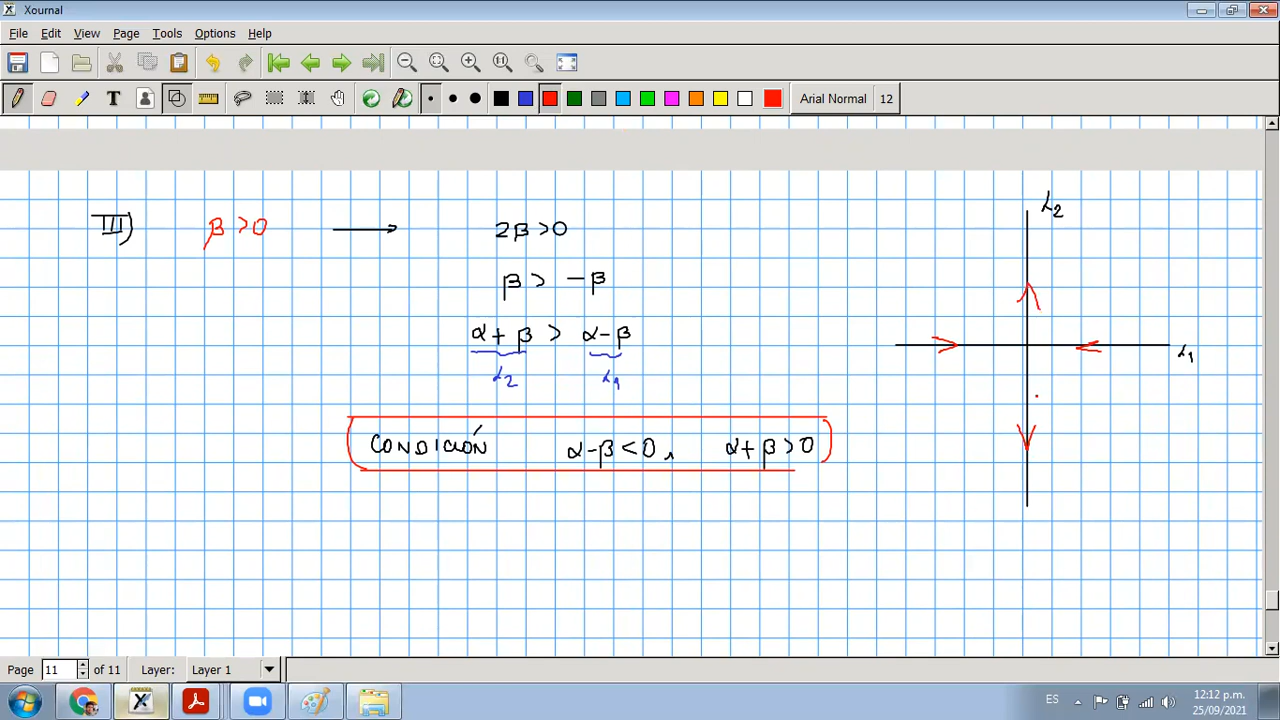 Xournal
File Edit View Page Tools Options Help
Arial Normal 12
III) β >0 → 2β >0
β > -β
α+β > α-β
λ2 λ1
CONDICIÓN α-β<0, α+β>0
λ2
λ1
Page 11 of 11 Layer: Layer 1
ES
12:12 p.m.
25/09/2021